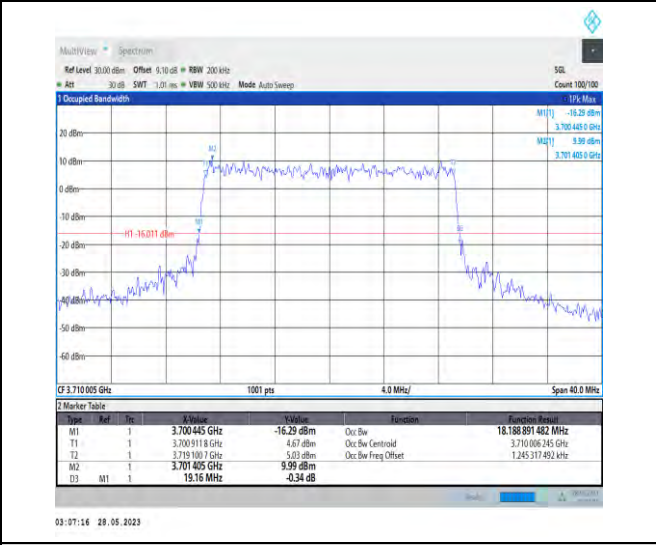 MultiView Spectrum
Ref Level 30.00 dBm Offset 9.10 dB RBW 200 kHz SGL
Att 30 dB SWT 1.01 ms VBW 500 kHz Mode Auto Sweep Count 100/100
1 Occupied Bandwidth 1Pk Max
M1[1] -16.29 dBm
3.700 445 0 GHz
M2[1] 9.99 dBm
3.701 405 0 GHz
20 dBm
M2
10 dBm
0 dBm
-10 dBm
H1 -16.011 dBm
-20 dBm
-30 dBm
-40 dBm
-50 dBm
-60 dBm
CF 3.710 005 GHz 1001 pts 4.0 MHz/ Span 40.0 MHz
2 Marker Table
Type Ref Trc X-Value Y-Value Function Function Result
M1 1 3.700 445 GHz -16.29 dBm Occ Bw 18.188 891 482 MHz
T1 1 3.700 911 8 GHz 4.67 dBm Occ Bw Centroid 3.710 006 245 GHz
T2 1 3.719 100 7 GHz 5.03 dBm Occ Bw Freq Offset 1.245 317 492 kHz
M2 1 3.701 405 GHz 9.99 dBm
D3 M1 1 19.16 MHz -0.34 dB
03:07:16 28.05.2023